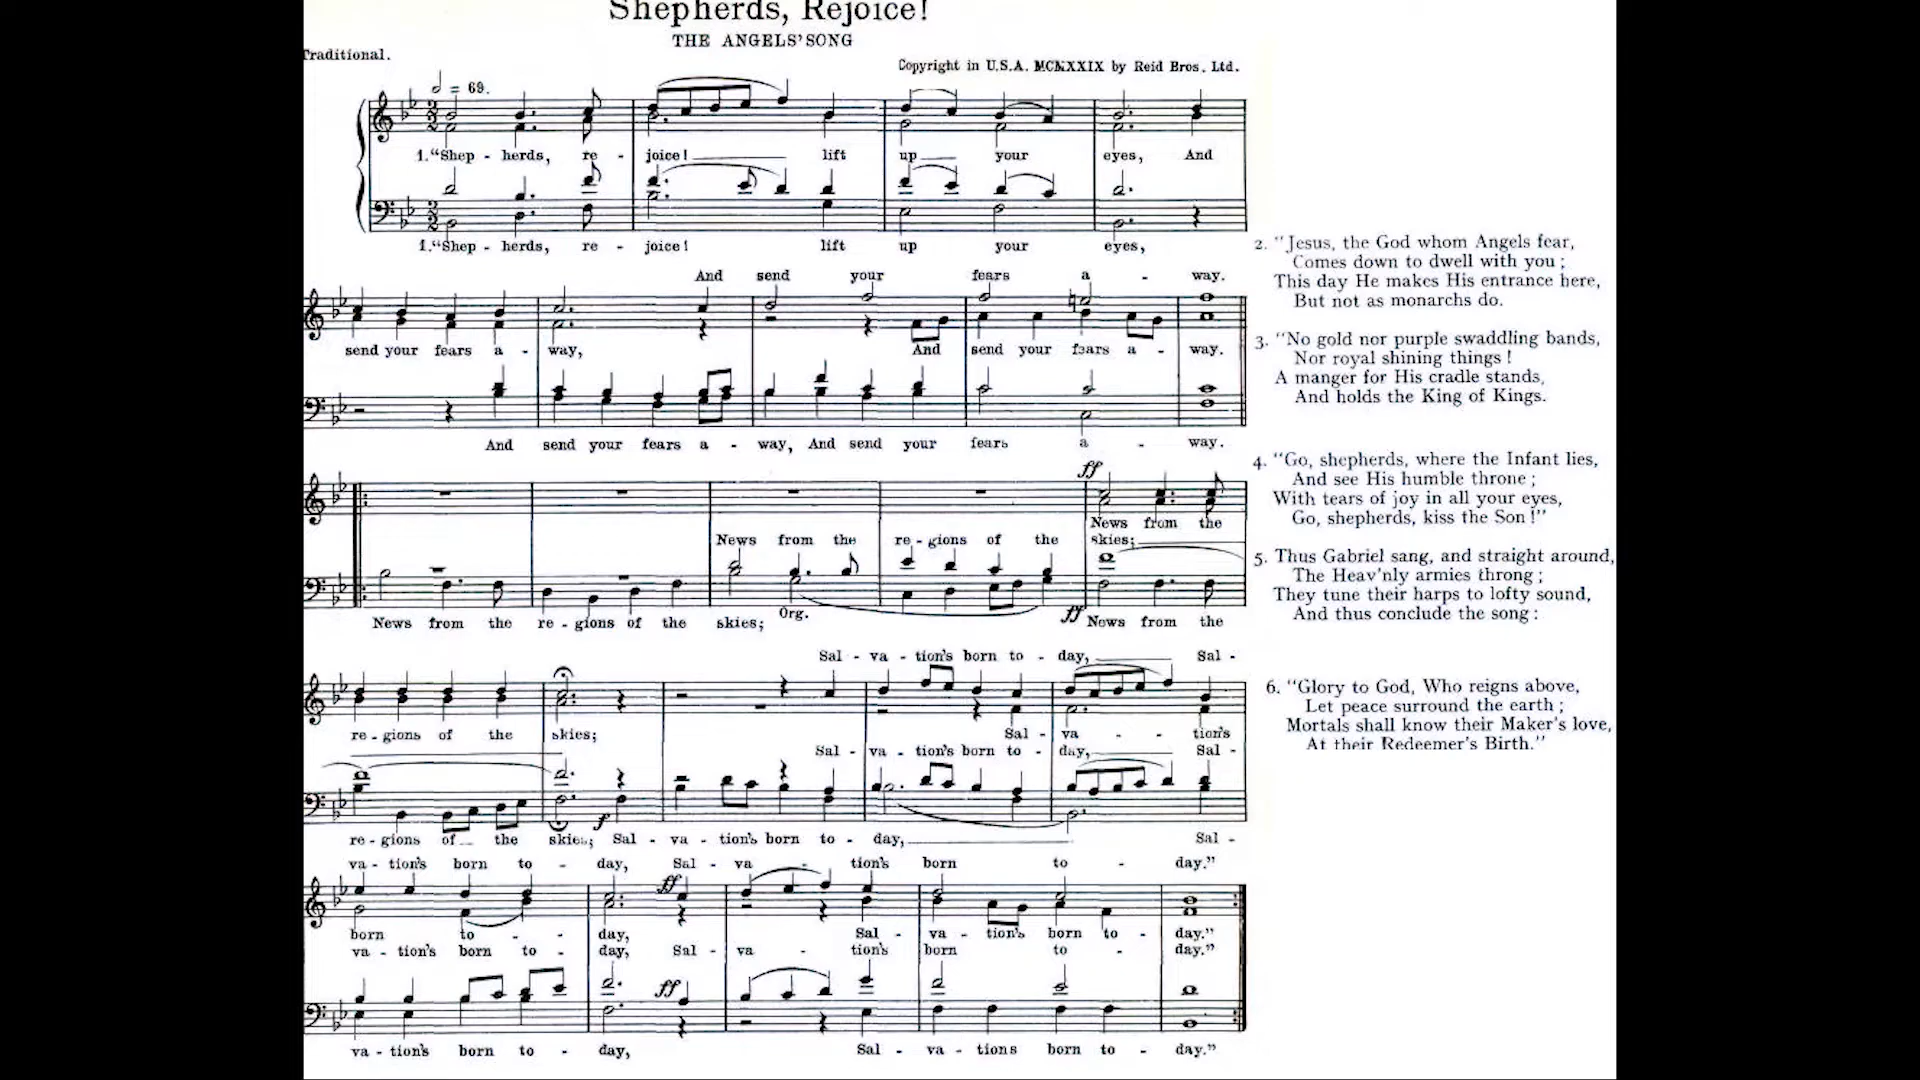 Shepherds, Rejoice!
THE ANGELS' SONG
Traditional.
Copyright in U.S.A. MCMXXXIX by Reid Bros. Ltd.
= 69.
1. "Shep - herds, re - joice! lift up your eyes, And
1. "Shep - herds, re - joice! lift up your eyes,
And send your fears a - way.
send your fears a - way, And send your fears a - way.
And send your fears a - way, And send your fears a - way.
ff
News from the
News from the re - gions of the skies;
Org.
ff
News from the re - gions of the skies; News from the
Sal - va - tion's born to - day, Sal -
re - gions of the skies; Sal - va - tion's
Sal - va - tion's born to - day, Sal -
f
re - gions of the skies; Sal - va - tion's born to - day, Sal -
va - tion's born to - day, Sal - va - tion's born to - day."
ff
born to - day, Sal - va - tion's born to - day."
va - tion's born to - day, Sal - va - tion's born to - day."
ff
va - tion's born to - day, Sal - va - tions born to - day."
2. "Jesus, the God whom Angels fear,
Comes down to dwell with you;
This day He makes His entrance here,
But not as monarchs do.
3. "No gold nor purple swaddling bands,
Nor royal shining things!
A manger for His cradle stands,
And holds the King of Kings.
4. "Go, shepherds, where the Infant lies,
And see His humble throne;
With tears of joy in all your eyes,
Go, shepherds, kiss the Son!"
5. Thus Gabriel sang, and straight around,
The Heav'nly armies throng;
They tune their harps to lofty sound,
And thus conclude the song:
6. "Glory to God, Who reigns above,
Let peace surround the earth;
Mortals shall know their Maker's love,
At their Redeemer's Birth."